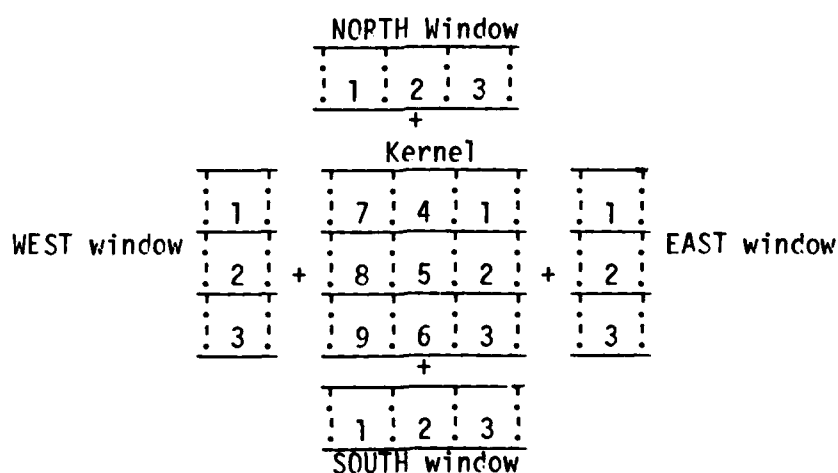 NORTH Window
1 2 3
+
Kernel
1 7 4 1 1
WEST window 2 + 8 5 2 + 2 EAST window
3 9 6 3 3
+
1 2 3
SOUTH window